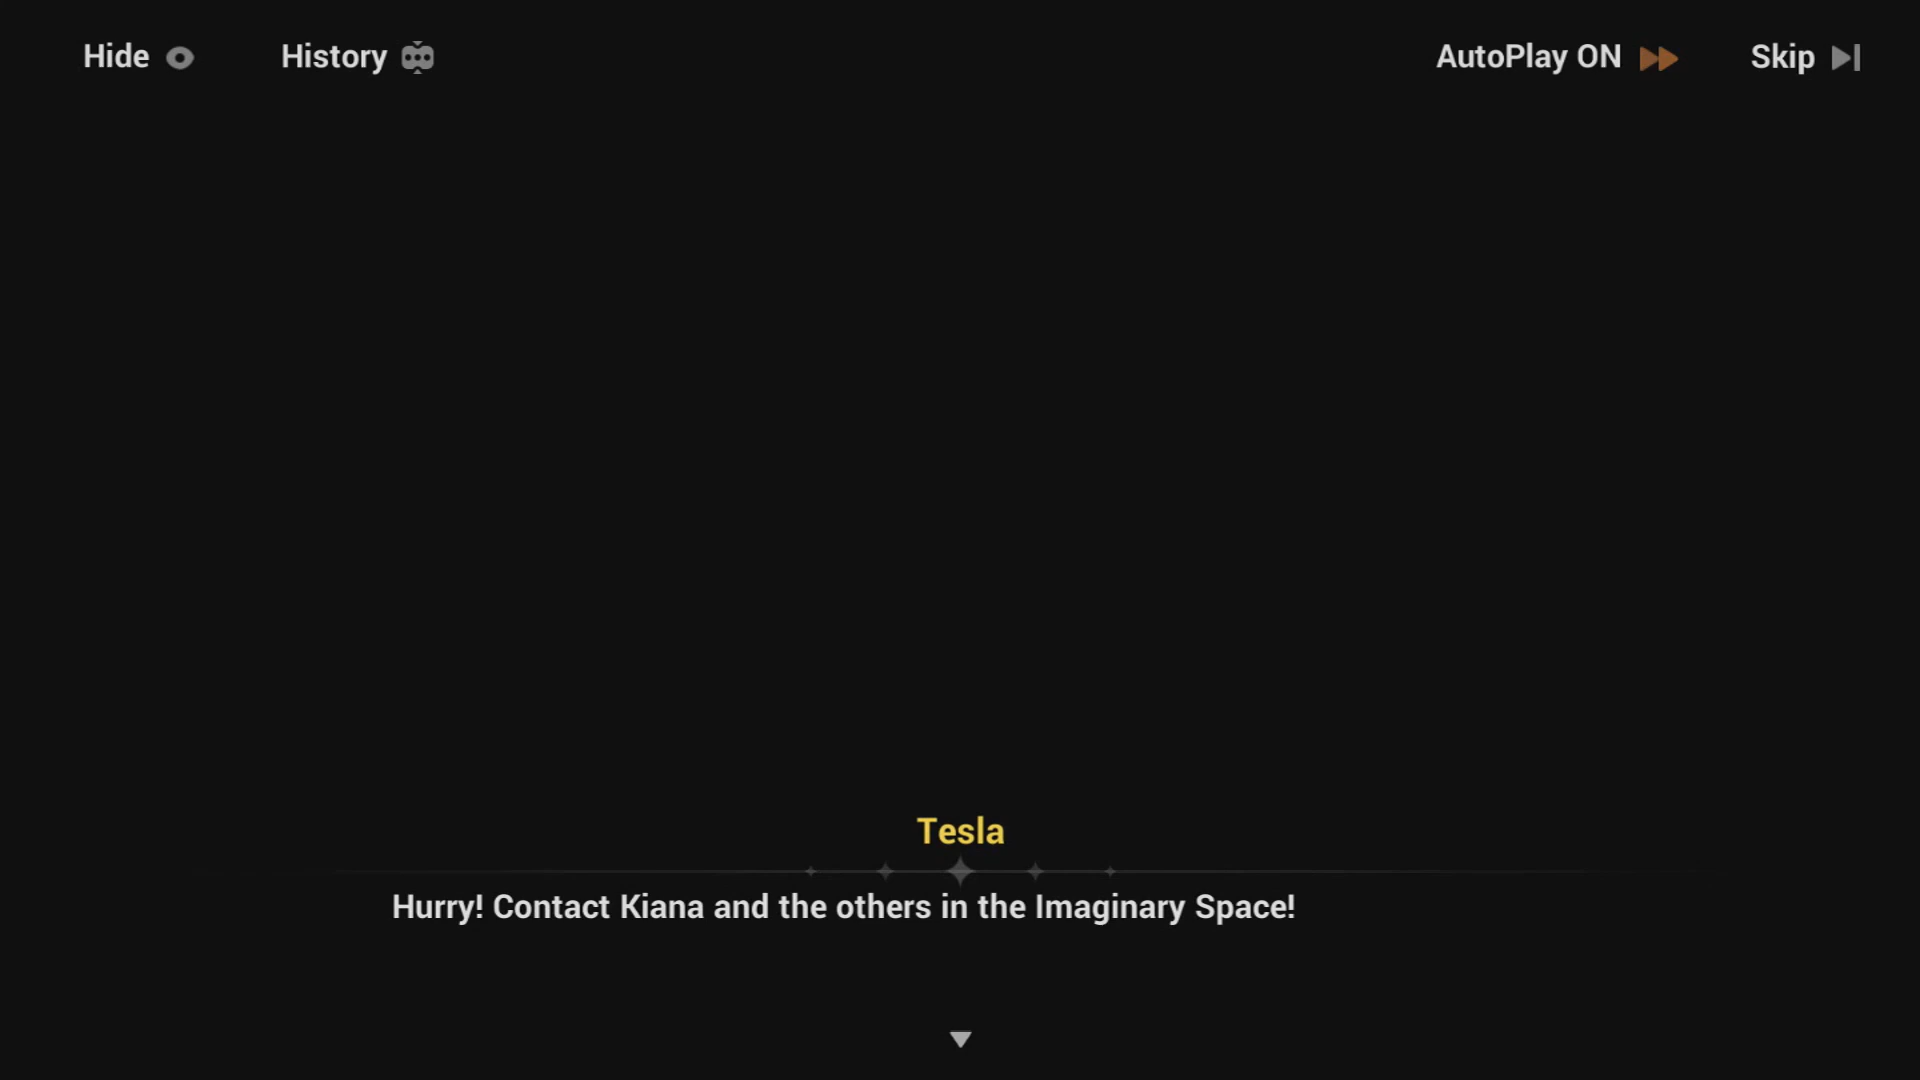 Hide
History
AutoPlay ON
Skip
Tesla
Hurry! Contact Kiana and the others in the Imaginary Space!